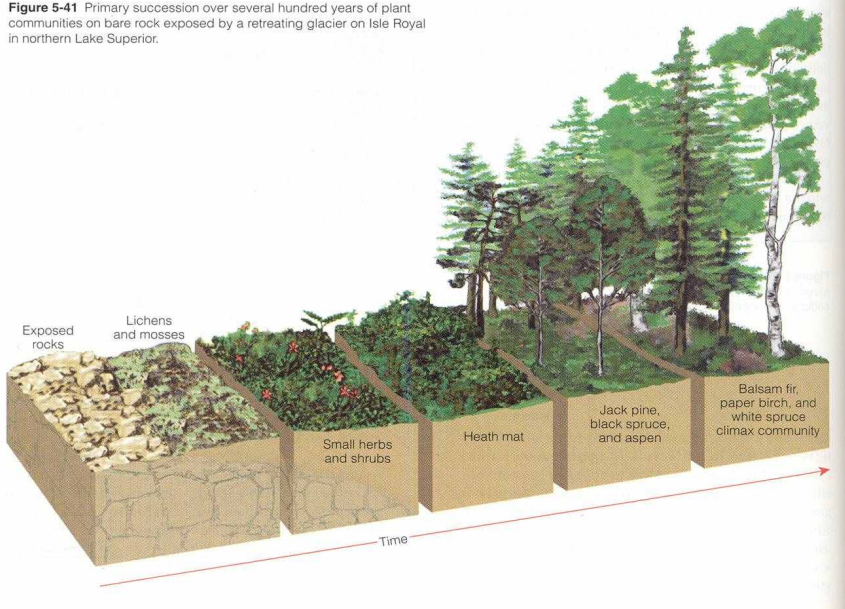 Figure 5-41 Primary succession over several hundred years of plant
communities on bare rock exposed by a retreating glacier on Isle Royal
in northern Lake Superior.
Exposed
rocks
Lichens
and mosses
Small herbs
and shrubs
Heath mat
Jack pine,
black spruce,
and aspen
Balsam fir,
paper birch, and
white spruce
climax community
Time